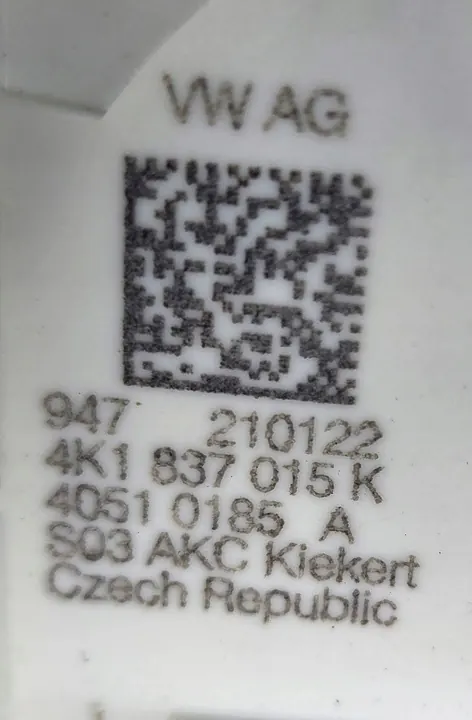 VW AG
947 210122
4K1 837 015 K
4051 0185 A
S03 AKC Kiekert
Czech Republic